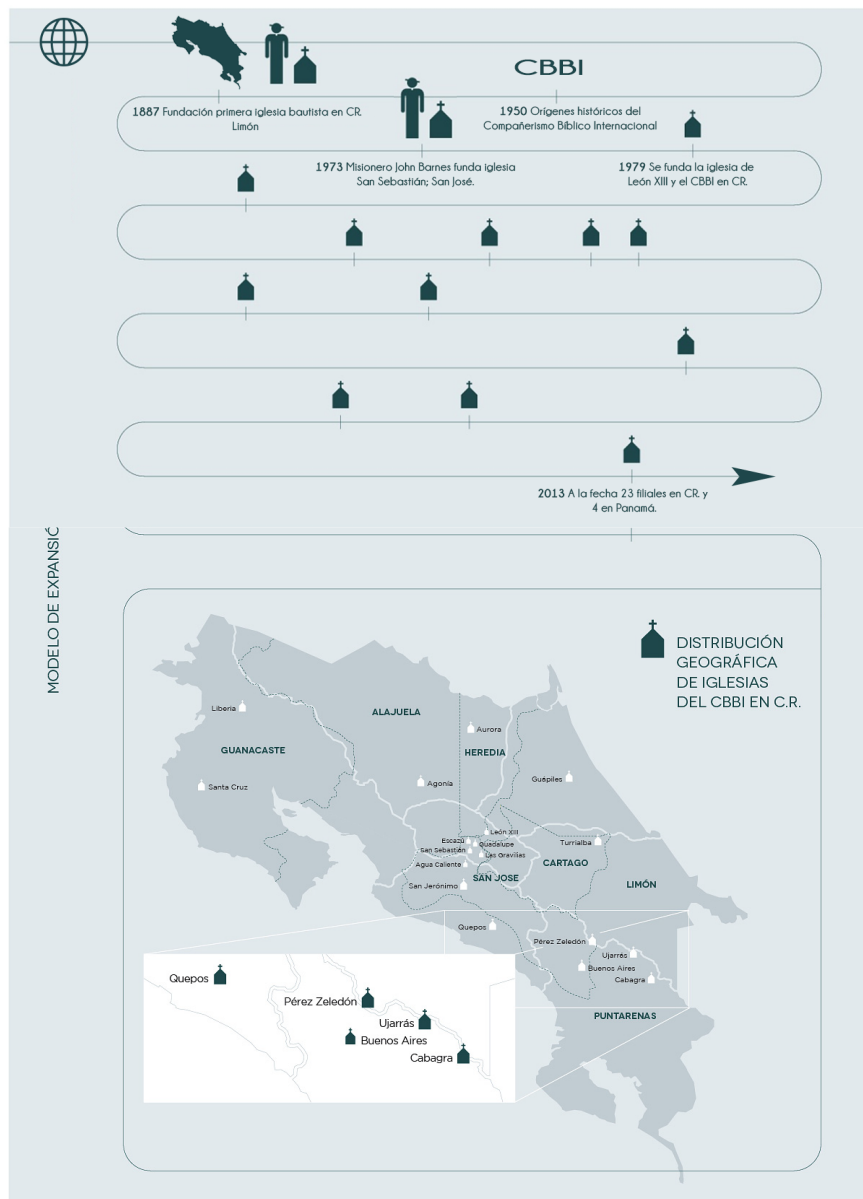 CBBI
1887 Fundación primera iglesia bautista en CR.
Limón
1950 Orígenes históricos del
Compañerismo Bíblico Internacional
1973 Misionero John Barnes funda iglesia
San Sebastián; San José.
1979 Se funda la iglesia de
León XIII y el CBBI en CR.
2013 A la fecha 23 filiales en CR. y
4 en Panamá.
MODELO DE EXPANSIÓ
DISTRIBUCIÓN
GEOGRÁFICA
DE IGLESIAS
DEL CBBI EN C.R.
Liberia
ALAJUELA
Aurora
GUANACASTE
HEREDIA
Santa Cruz
Agonía
Guápiles
León XIII
Escazú
Guadalupe
Turrialba
San Sebastián
Las Gravilias
Agua Caliente
CARTAGO
SAN JOSE
San Jerónimo
LIMÓN
Quepos
Pérez Zeledón
Ujarrás
Buenos Aires
Cabagra
PUNTARENAS
Quepos
Pérez Zeledón
Ujarrás
Buenos Aires
Cabagra